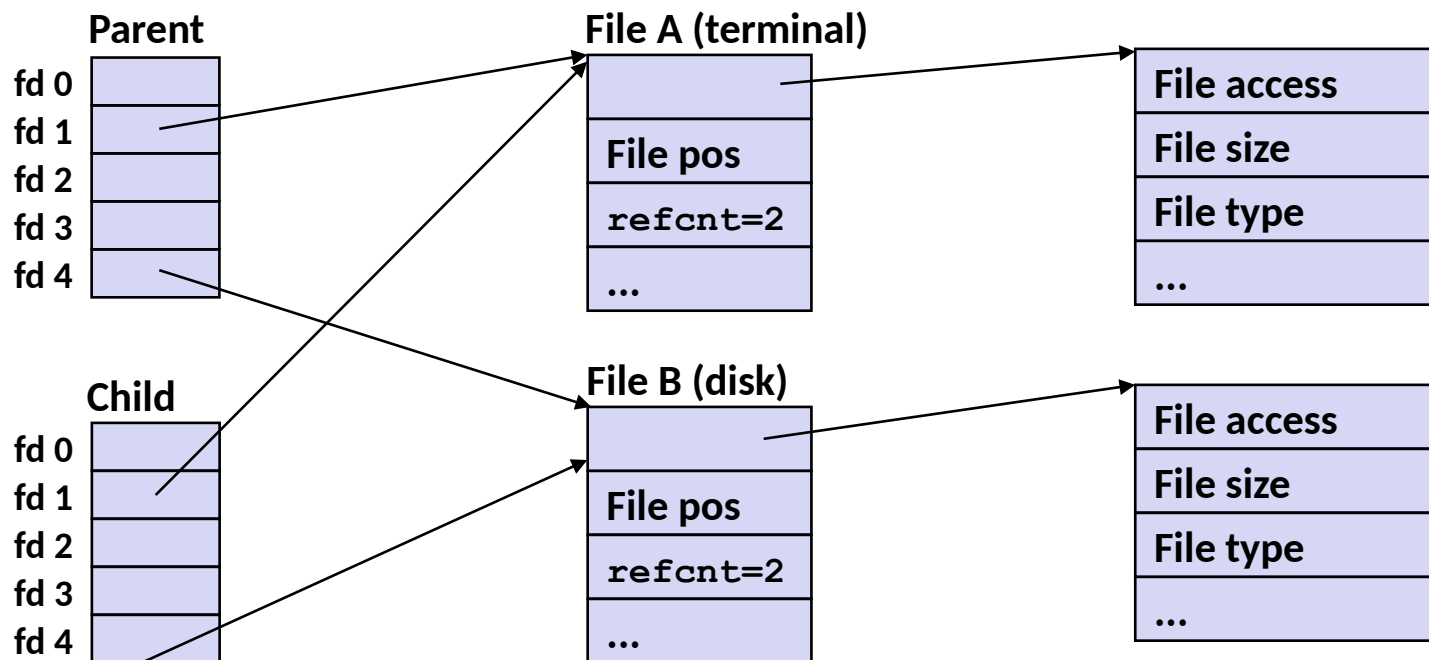 Parent
fd 0
fd 1
fd 2
fd 3
fd 4
File A (terminal)
File pos
refcnt=2
...
File access
File size
File type
...
Child
fd 0
fd 1
fd 2
fd 3
fd 4
File B (disk)
File pos
refcnt=2
...
File access
File size
File type
...